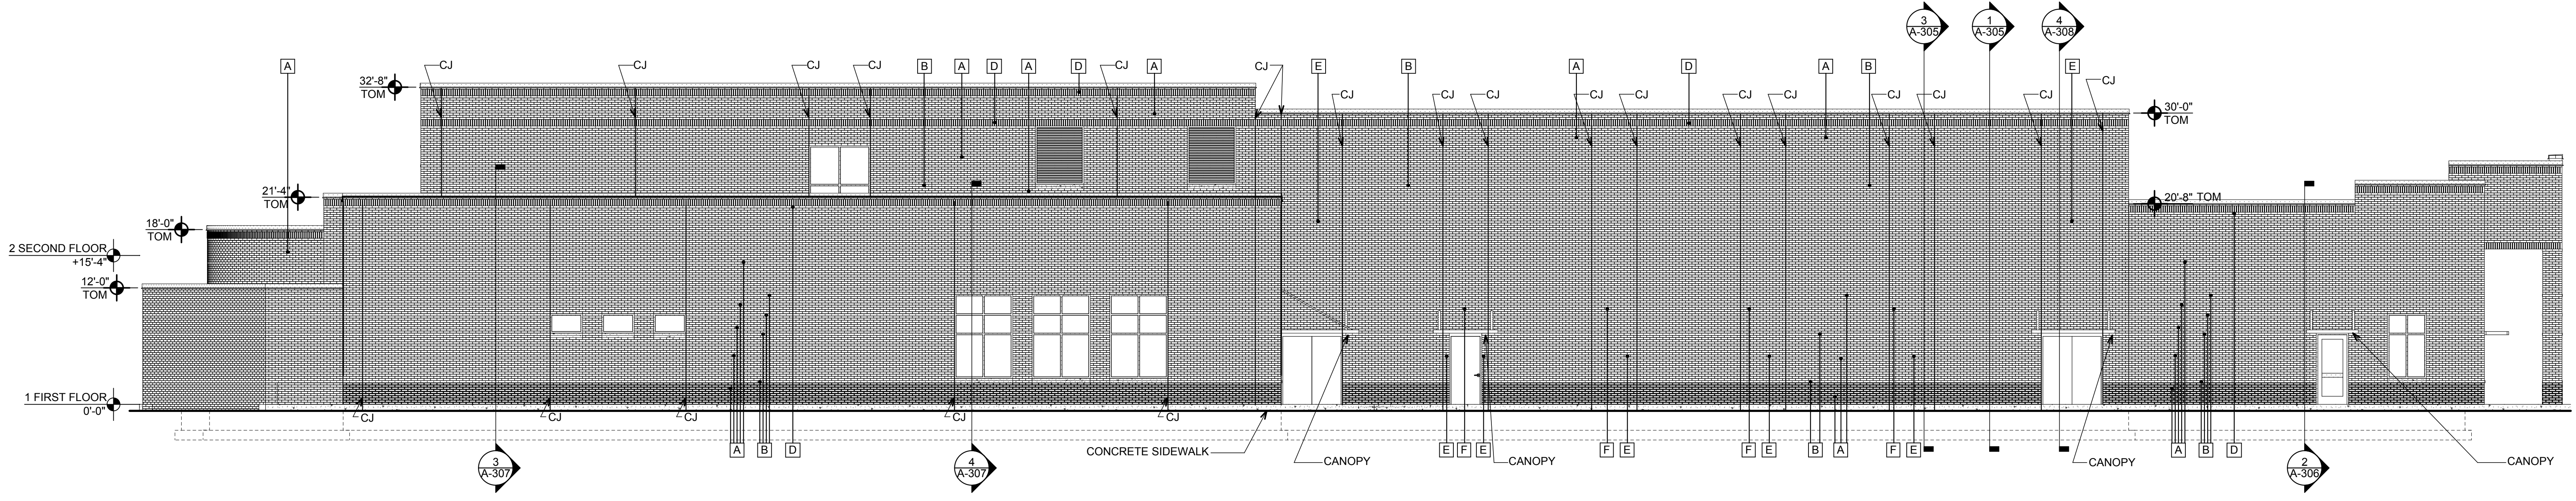 3
A-305
1
A-305
4
A-308
A
CJ
CJ
CJ
CJ
B
A
D
A
D
CJ
A
CJ
E
B
A
D
A
B
E
CJ
32'-8"
TOM
CJ
CJ
CJ
CJ
CJ
CJ
CJ
CJ
CJ
CJ
30'-0"
TOM
21'-4"
TOM
20'-8" TOM
18'-0"
TOM
2 SECOND FLOOR
+15'-4"
12'-0"
TOM
1 FIRST FLOOR
0'-0"
CJ
CJ
CJ
CJ
CJ
A
B
D
CONCRETE SIDEWALK
E
F
E
F
E
F
E
B
A
F
E
A
B
D
CANOPY
CANOPY
CANOPY
CANOPY
3
A-307
4
A-307
2
A-306